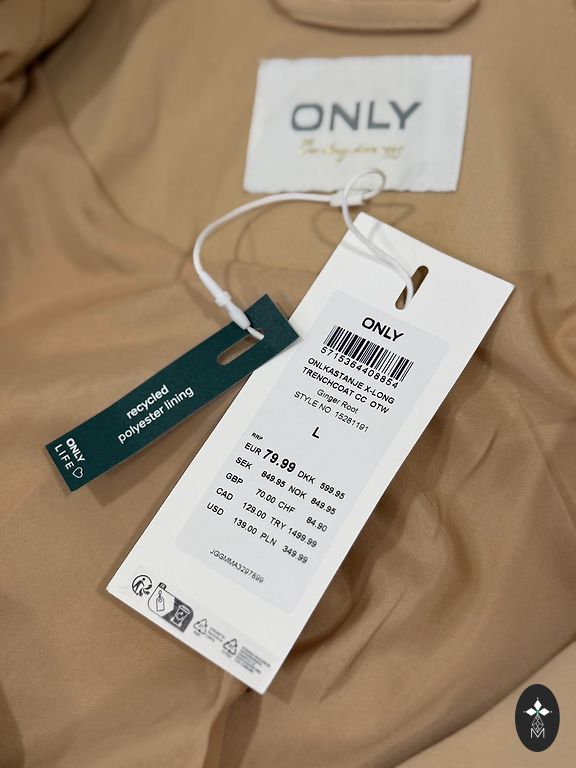 ONLY
ONLY
5715364408854
ONLKASTANJE X-LONG
TRENCHCOAT CC OTW
Ginger Root
STYLE NO. 15281191
L
RRP
EUR 79.99 DKK 599.95
SEK 849.95 NOK 849.95
GBP 70.00 CHF 84.90
CAD 129.00 TRY 1499.99
USD 139.00 PLN 349.99
JGGMMA3297899
recycled
polyester lining
ONLY
LIFE
M